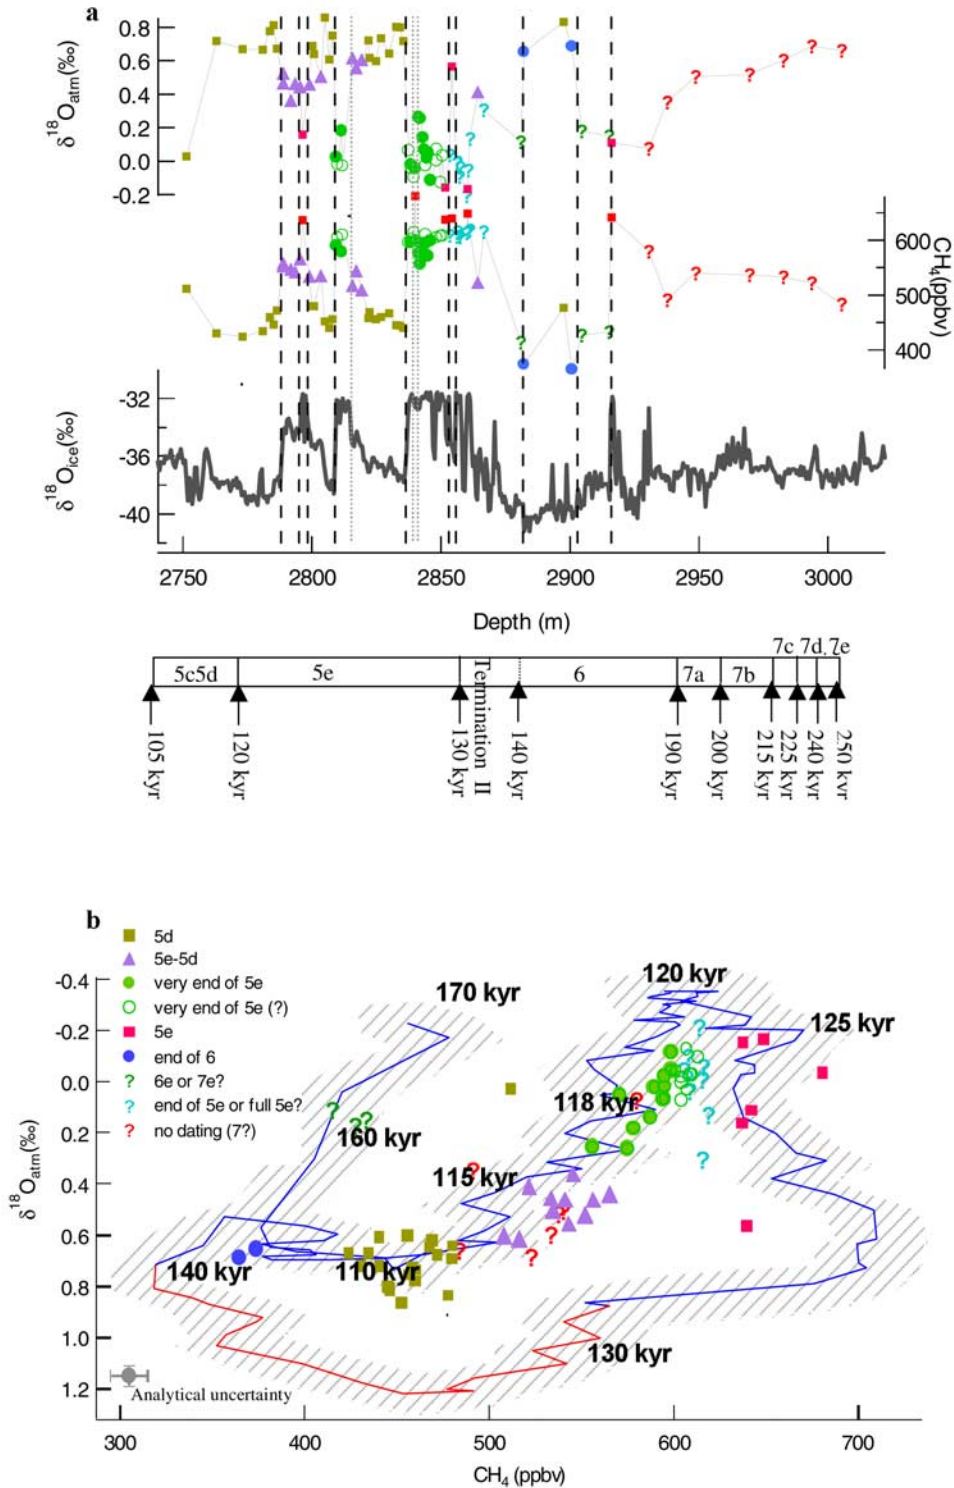 a
0.8
0.6
0.4
0.2
0.0
-0.2
δ18Oatm(‰)
600
500
400
CH4(ppbv)
-32
-36
-40
δ18Oice(‰)
2750 2800 2850 2900 2950 3000
Depth (m)
5c5d 5e Termination II 6 7a 7b 7c 7d 7e
105 kyr 120 kyr 130 kyr 140 kyr 190 kyr 200 kyr 215 kyr 225 kyr 240 kyr 250 kyr
b
5d
5e-5d
very end of 5e
very end of 5e (?)
5e
end of 6
6e or 7e?
end of 5e or full 5e?
no dating (7?)
-0.4
-0.2
0.0
0.2
0.4
0.6
0.8
1.0
1.2
δ18Oatm(‰)
120 kyr
170 kyr
125 kyr
118 kyr
160 kyr
115 kyr
140 kyr
110 kyr
130 kyr
Analytical uncertainty
300 400 500 600 700
CH4 (ppbv)